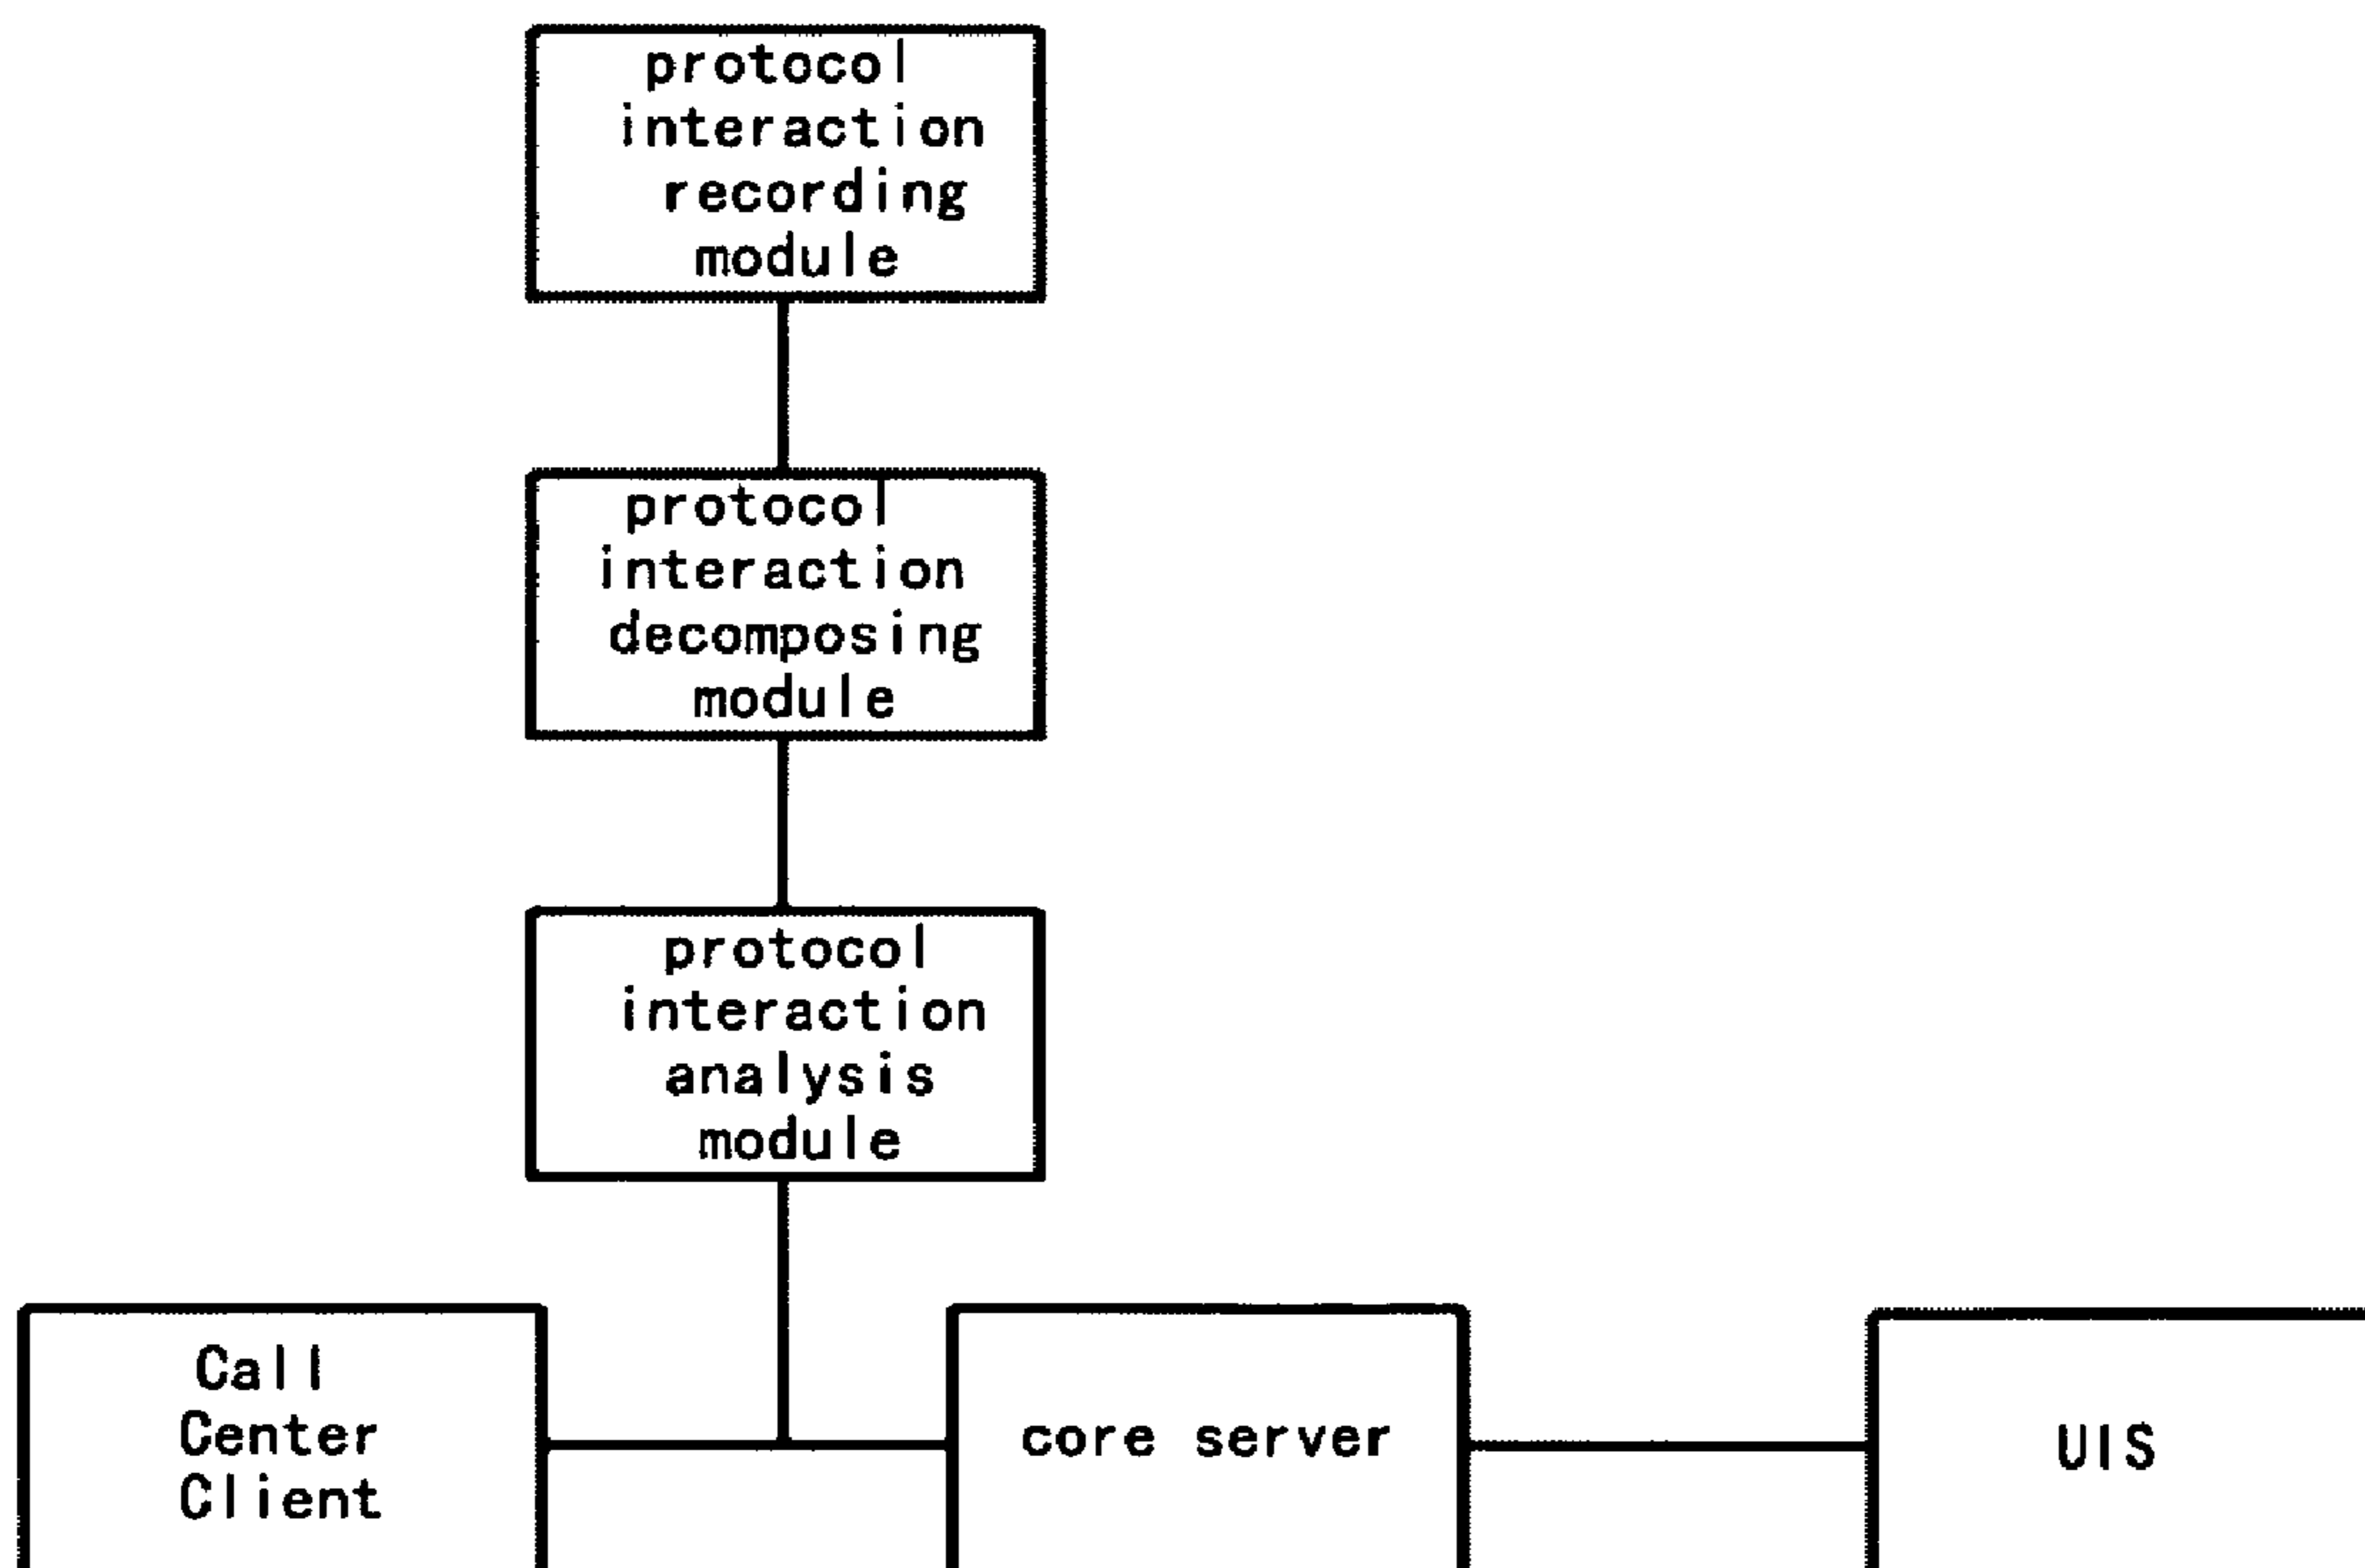 protocol
interaction
recording
module
protocol
interaction
decomposing
module
protocol
interaction
analysis
module
Call
Center
Client
core server
UIS